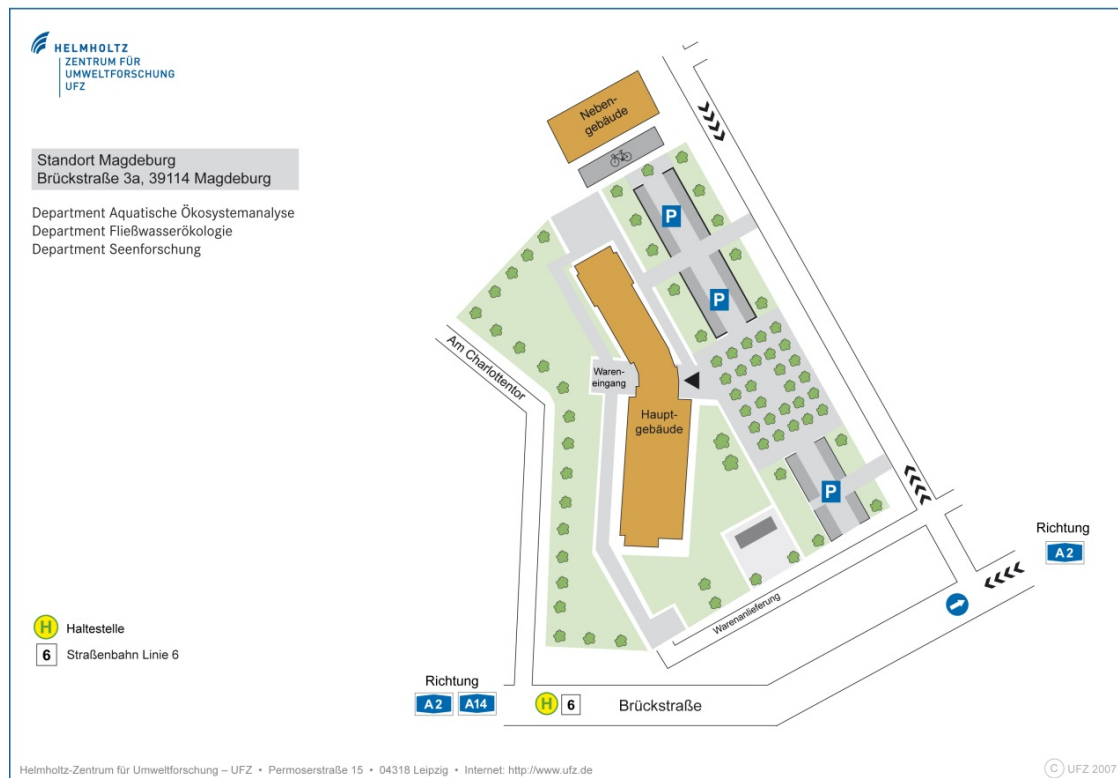 HELMHOLTZ
ZENTRUM FÜR
UMWELTFORSCHUNG
UFZ
Standort Magdeburg
Brückstraße 3a, 39114 Magdeburg
Department Aquatische Ökosystemanalyse
Department Fließwasserökologie
Department Seenforschung
Neben-
gebäude
P
P
Am Charlottentor
Waren-
eingang
Haupt-
gebäude
P
Richtung
A2
Warenanlieferung
H Haltestelle
6 Straßenbahn Linie 6
Richtung
A2 A14
H 6 Brückstraße
Helmholtz-Zentrum für Umweltforschung – UFZ • Permoserstraße 15 • 04318 Leipzig • Internet: http://www.ufz.de
C UFZ 2007